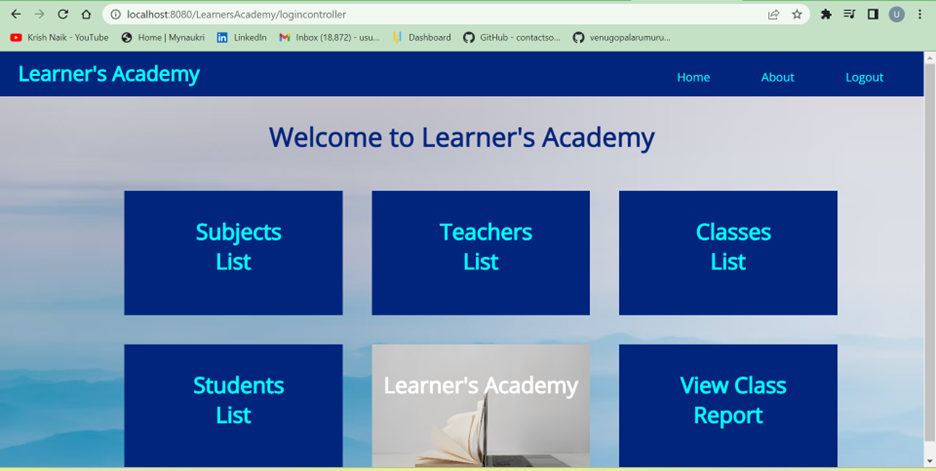 localhost:8080/LearnersAcademy/logincontroller
U
Krish Naik - YouTube
Home | Mynaukri
LinkedIn
Inbox (18,872) - usu...
Dashboard
GitHub - contactso...
venugopalarumuru...
Learner's Academy
Home
About
Logout
Welcome to Learner's Academy
Subjects
List
Teachers
List
Classes
List
Students
List
Learner's Academy
View Class
Report